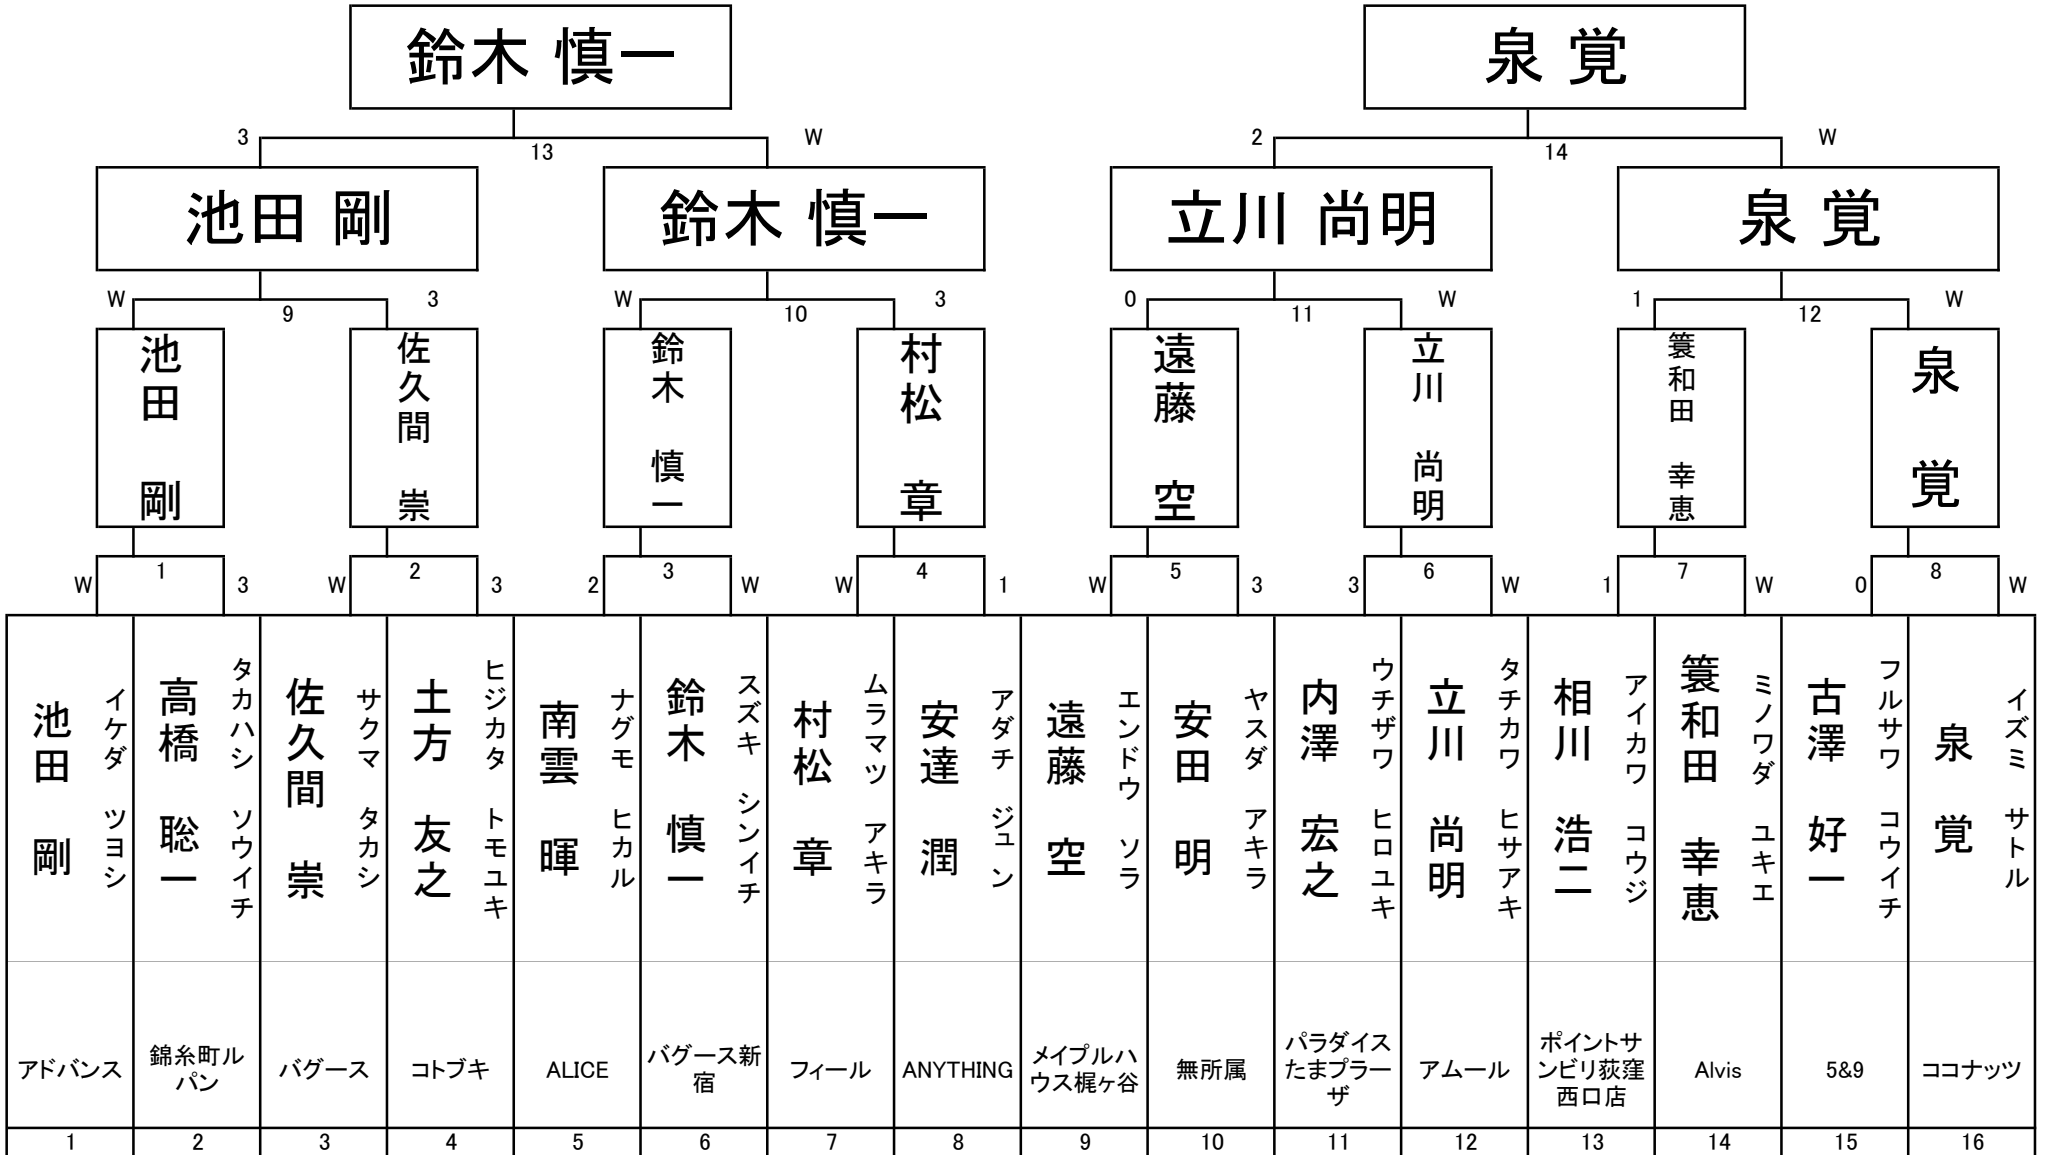 鈴木 慎一
泉 覚
3
W
2
W
13
14
池田 剛
鈴木 慎一
立川 尚明
泉 覚
W
3
W
3
0
W
1
W
9
10
11
12
池田 剛
佐久間 崇
鈴木 慎一
村松 章
遠藤 空
立川 尚明
簑和田 幸恵
泉 覚
1
2
3
4
5
6
7
8
W
3
W
3
2
W
W
1
W
3
3
W
1
W
0
W
池田 剛
イケダ ツヨシ
高橋 聡一
タカハシ ソウイチ
佐久間 崇
サクマ タカシ
土方 友之
ヒジカタ トモユキ
南雲 暉
ナグモ ヒカル
鈴木 慎一
スズキ シンイチ
村松 章
ムラマツ アキラ
安達 潤
アダチ ジュン
遠藤 空
エンドウ ソラ
安田 明
ヤスダ アキラ
内澤 宏之
ウチザワ ヒロユキ
立川 尚明
タチカワ ヒサアキ
相川 浩二
アイカワ コウジ
簑和田 幸恵
ミノワダ ユキエ
古澤 好一
フルサワ コウイチ
泉 覚
イズミ サトル
アドバンス
錦糸町ル
パン
バグース
コトブキ
ALICE
バグース新
宿
フィール
ANYTHING
メイプルハ
ウス梶ヶ谷
無所属
パラダイス
たまプラー
ザ
アムール
ポイントサ
ンビリ荻窪
西口店
Alvis
5&9
ココナッツ
1
2
3
4
5
6
7
8
9
10
11
12
13
14
15
16